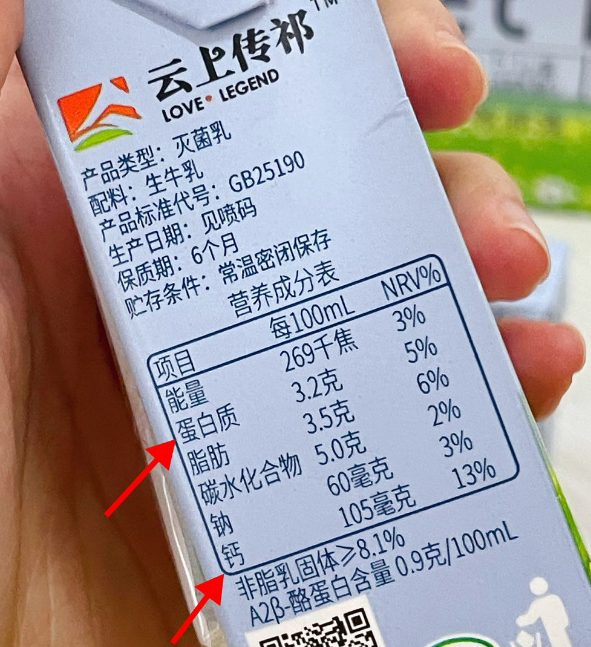 云上传祁™
LOVE·LEGEND
产品类型：灭菌乳
配料：生牛乳
产品标准代号：GB25190
生产日期：见喷码
保质期：6个月
贮存条件：常温密闭保存
营养成分表
项目 每100mL NRV%
能量 269千焦 3%
蛋白质 3.2克 5%
脂肪 3.5克 6%
碳水化合物 5.0克 2%
钠 60毫克 3%
钙 105毫克 13%
非脂乳固体≥8.1%
A2β-酪蛋白含量 0.9克/100mL